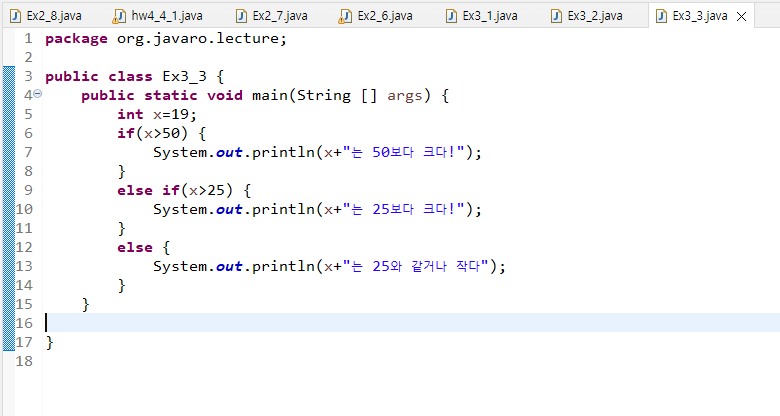 Ex2_8.java hw4_4_1.java Ex2_7.java Ex2_6.java Ex3_1.java Ex3_2.java Ex3_3.java
1 package org.javaro.lecture;
2
3 public class Ex3_3 {
4     public static void main(String [] args) {
5         int x=19;
6         if(x>50) {
7             System.out.println(x+"는 50보다 크다!");
8         }
9         else if(x>25) {
10             System.out.println(x+"는 25보다 크다!");
11         }
12         else {
13             System.out.println(x+"는 25와 같거나 작다");
14         }
15     }
16
17 }
18